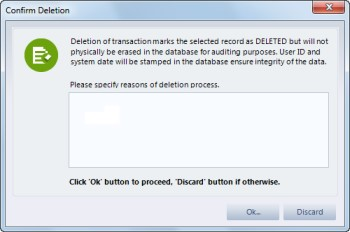 Confirm Deletion
Deletion of transaction marks the selected record as DELETED but will not
physically be erased in the database for auditing purposes. User ID and
system date will be stamped in the database ensure integrity of the data.
Please specify reasons of deletion process.
Click 'Ok' button to proceed, 'Discard' button if otherwise.
Ok...
Discard